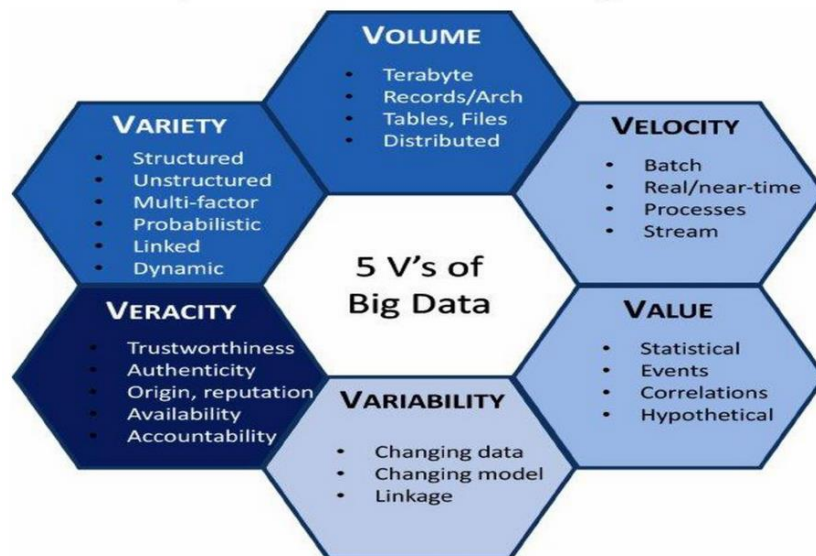 VOLUME
• Terabyte
• Records/Arch
• Tables, Files
• Distributed
VARIETY
• Structured
• Unstructured
• Multi-factor
• Probabilistic
• Linked
• Dynamic
VELOCITY
• Batch
• Real/near-time
• Processes
• Stream
5 V's of
Big Data
VERACITY
• Trustworthiness
• Authenticity
• Origin, reputation
• Availability
• Accountability
VALUE
• Statistical
• Events
• Correlations
• Hypothetical
VARIABILITY
• Changing data
• Changing model
• Linkage